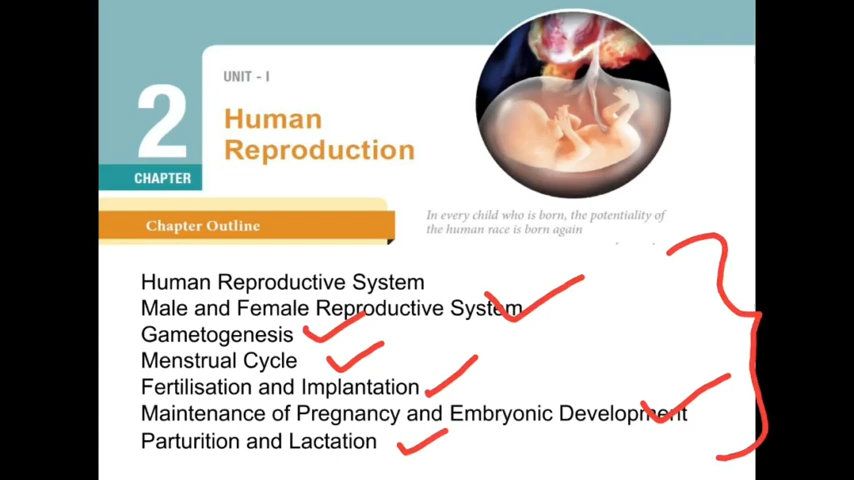 UNIT - I
2
Human
Reproduction
CHAPTER
Chapter Outline
In every child who is born, the potentiality of
the human race is born again
Human Reproductive System
Male and Female Reproductive System
Gametogenesis
Menstrual Cycle
Fertilisation and Implantation
Maintenance of Pregnancy and Embryonic Development
Parturition and Lactation